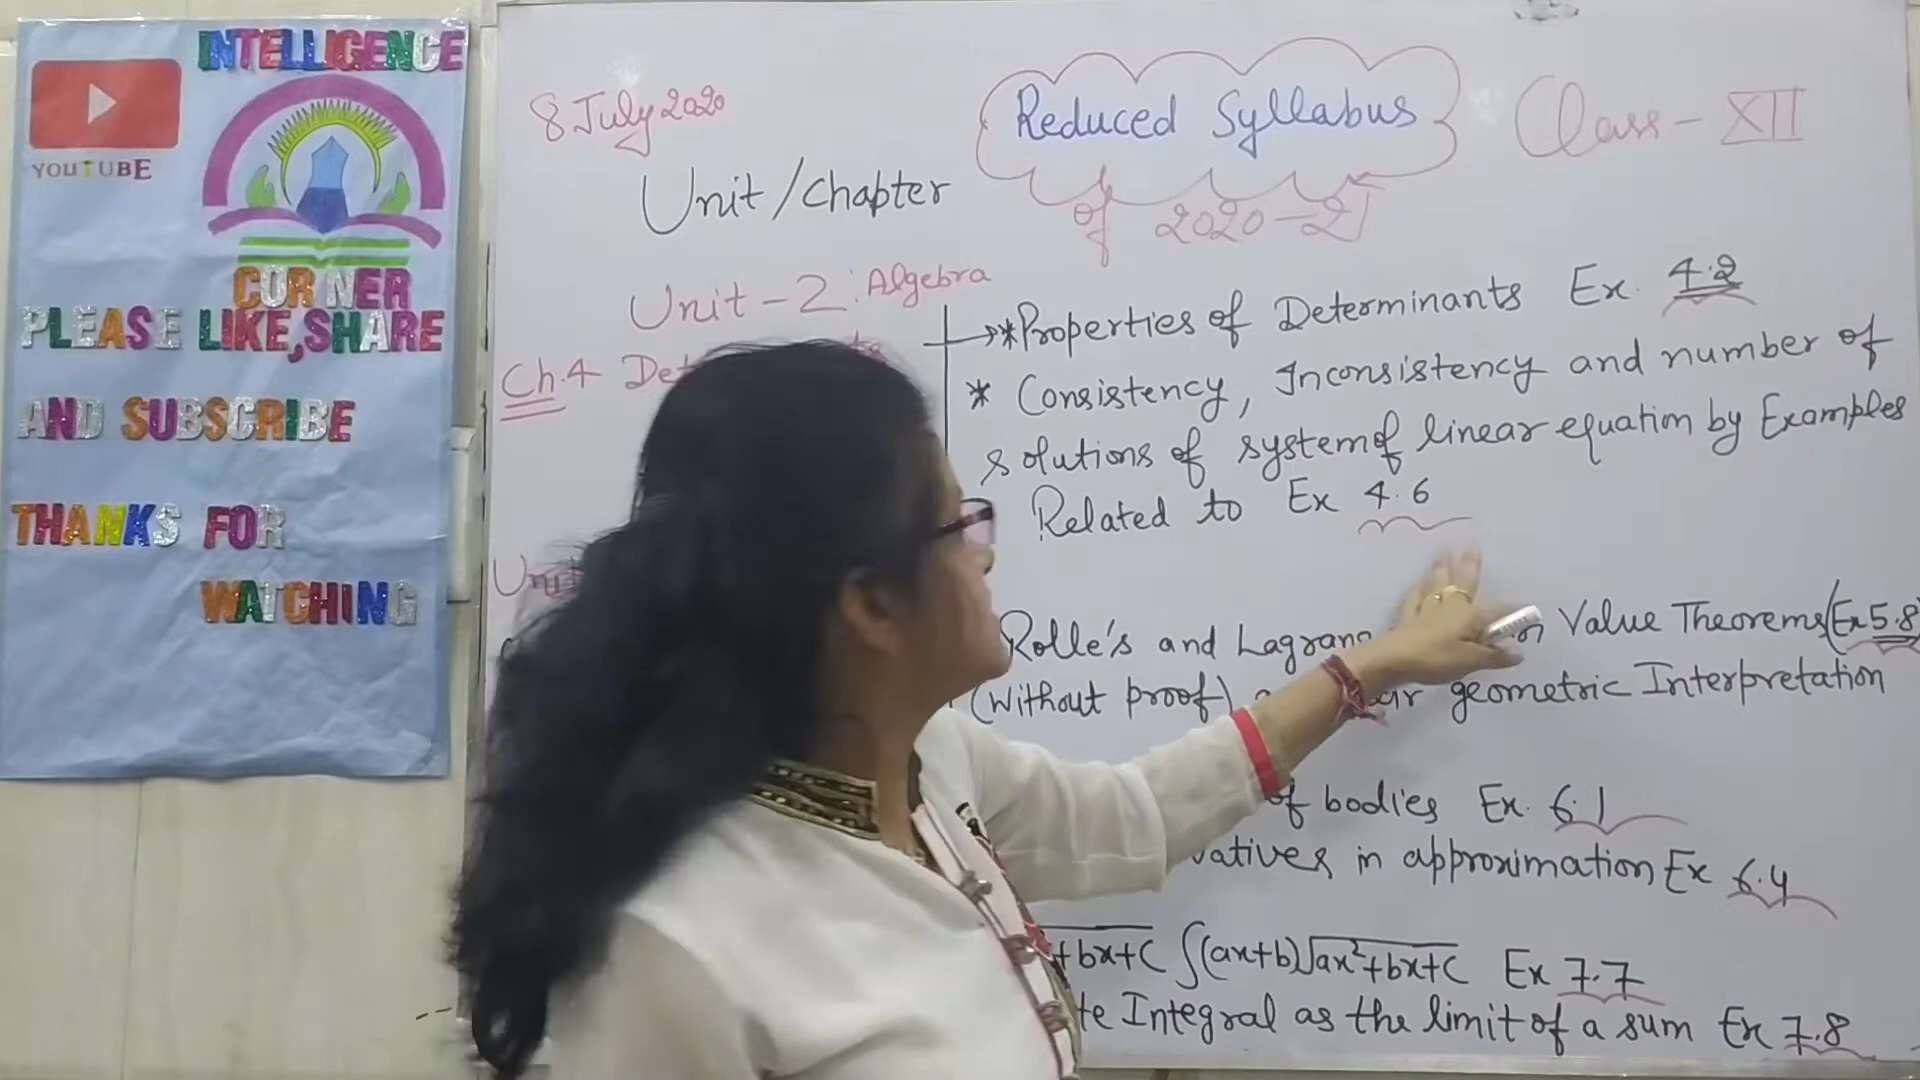 INTELLIGENCE
YOUTUBE
CORNER
PLEASE LIKE,SHARE
AND SUBSCRIBE
THANKS FOR
WATCHING
8 July 2020
Reduced Syllabus
of 2020-21
Class - XII
Unit/Chapter
Unit - 2 : Algebra
Ch.4
→* Properties of Determinants Ex. 4.2
* Consistency, Inconsistency and number of
solutions of system of linear equation by Examples
Related to Ex 4.6
Rolle's and Value Theorems (Ex 5.8)
(without proof) geometric Interpretation
of bodies Ex. 6.1
in approximation Ex 6.4
+bx+c ∫(ax+b)√ax²+bx+c Ex 7.7
Integral as the limit of a sum Ex 7.8